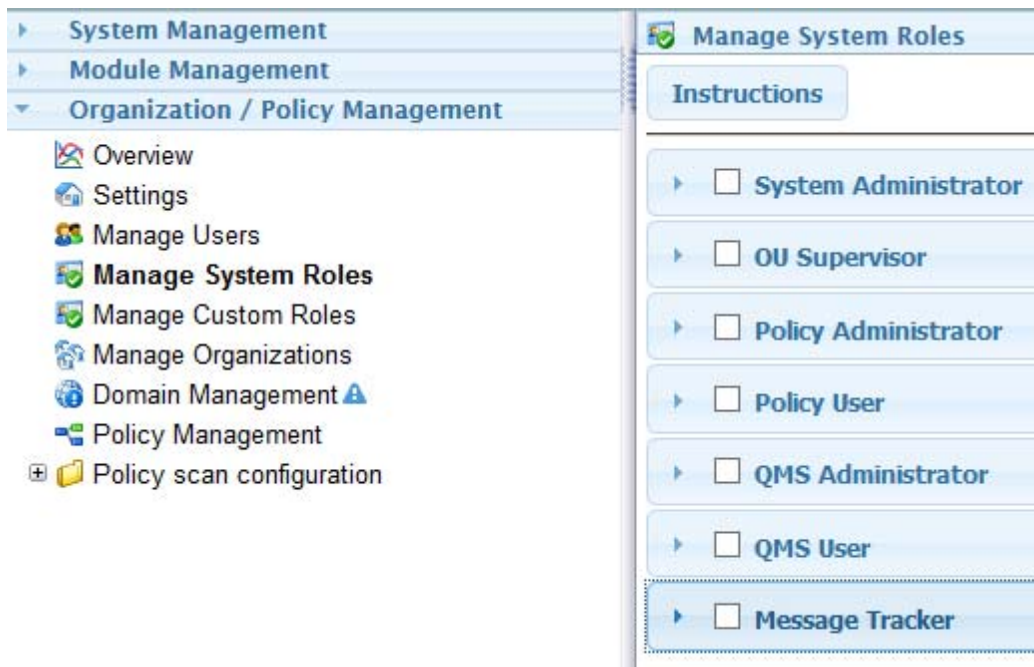 System Management
Module Management
Organization / Policy Management
Overview
Settings
Manage Users
Manage System Roles
Manage Custom Roles
Manage Organizations
Domain Management
Policy Management
Policy scan configuration
Manage System Roles
Instructions
System Administrator
OU Supervisor
Policy Administrator
Policy User
QMS Administrator
QMS User
Message Tracker